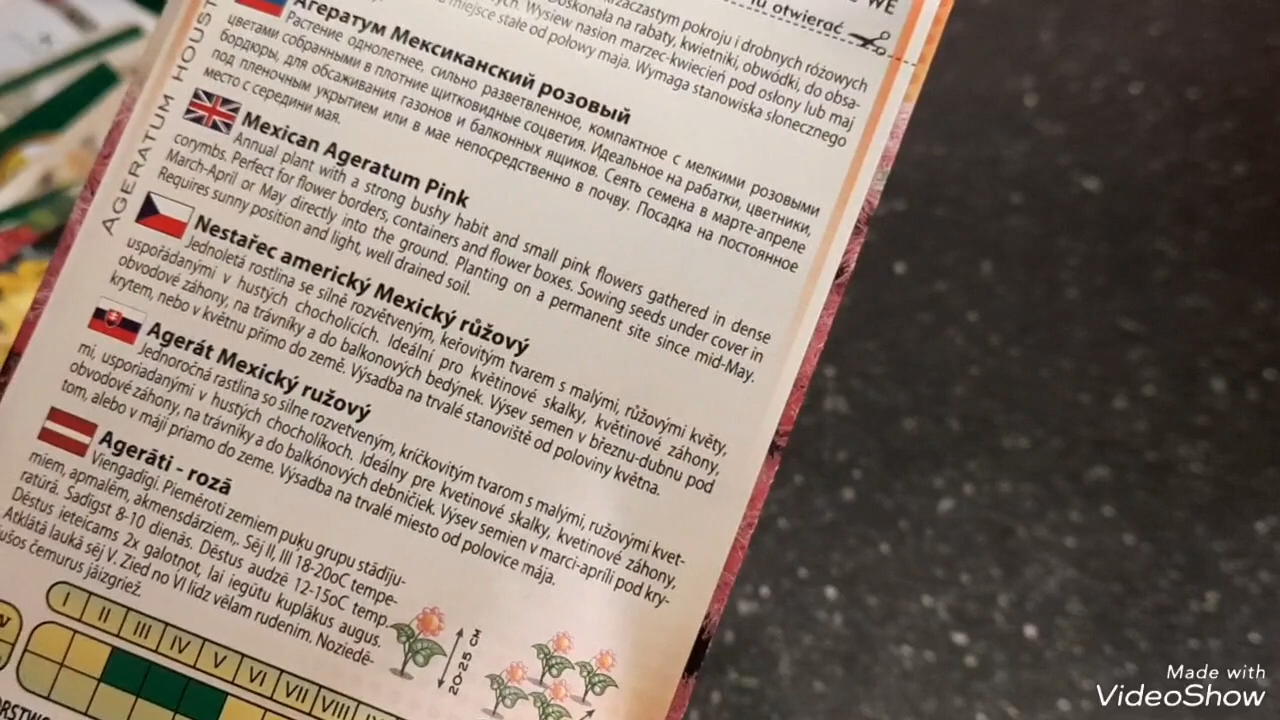 WE
Tu otwierać
krzaczastym pokroju i drobnych różowych
Doskonała na rabaty, kwietniki, obwódki, do obsa-
Wysiew nasion marzec-kwiecień pod osłony lub maj
miejsce stałe od połowy maja. Wymaga stanowiska słonecznego
AGERATUM HOUST
Агератум Мексиканский розовый
Растение однолетнее, сильно разветвленное, компактное с мелкими розовыми
цветами собранными в плотние щитковидные соцветия. Идеальное на рабатки, цветники,
бордюры, для обсаживания газонов и балконных ящиков. Сеять семена в марте-апреле
под пленочным укрытием или в мае непосредственно в почву. Посадка на постоянное
место с середини мая.
Mexican Ageratum Pink
Annual plant with a strong bushy habit and small pink flowers gathered in dense
corymbs. Perfect for flower borders, containers and flower boxes. Sowing seeds under cover in
March-April or May directly into the ground. Planting on a permanent site since mid-May.
Requires sunny position and light, well drained soil.
Nestařec americký Mexický růžový
Jednoletá rostlina se silně rozvětveným, keřovitým tvarem s malými, růžovými květy,
uspořádanými v hustých chocholících. Ideální pro květinové skalky, květinové záhony,
obvodové záhony, na trávníky a do balkonových bedýnek. Výsev semen v březnu-dubnu pod
krytem, nebo v květnu přímo do země. Výsadba na trvalé stanoviště od poloviny května.
Agerát Mexický ružový
Jednoročná rastlina so silne rozvetveným, kríčkovitým tvarom s malými, ružovými kvet-
mi, usporiadanými v hustých chocholíkoch. Ideálny pre kvetinové skalky, kvetinové záhony,
obvodové záhony, na trávniky a do balkónových debničiek. Výsev semien v marci-apríli pod kry-
tom, alebo v máji priamo do zeme. Výsadba na trvalé miesto od polovice mája.
Agerāti - rozā
Viengadīgi. Piemēroti zemiem puķu grupu stādīju-
miem, apmalēm, akmensdārziem,. Sēj II, III 18-20oC tempe-
ratūrā. Sadīgst 8-10 dienās. Dēstus audzē 12-15oC temp.
Dēstus ieteicams 2x galotņot, lai iegūtu kuplākus augus.
Atklātā laukā sēj V. Zied no VI līdz vēlam rudenim. Noziedē-
jušos čemurus jāizgriež.
I II III IV V VI VII VIII IX
20-25 CM
Made with
VideoShow